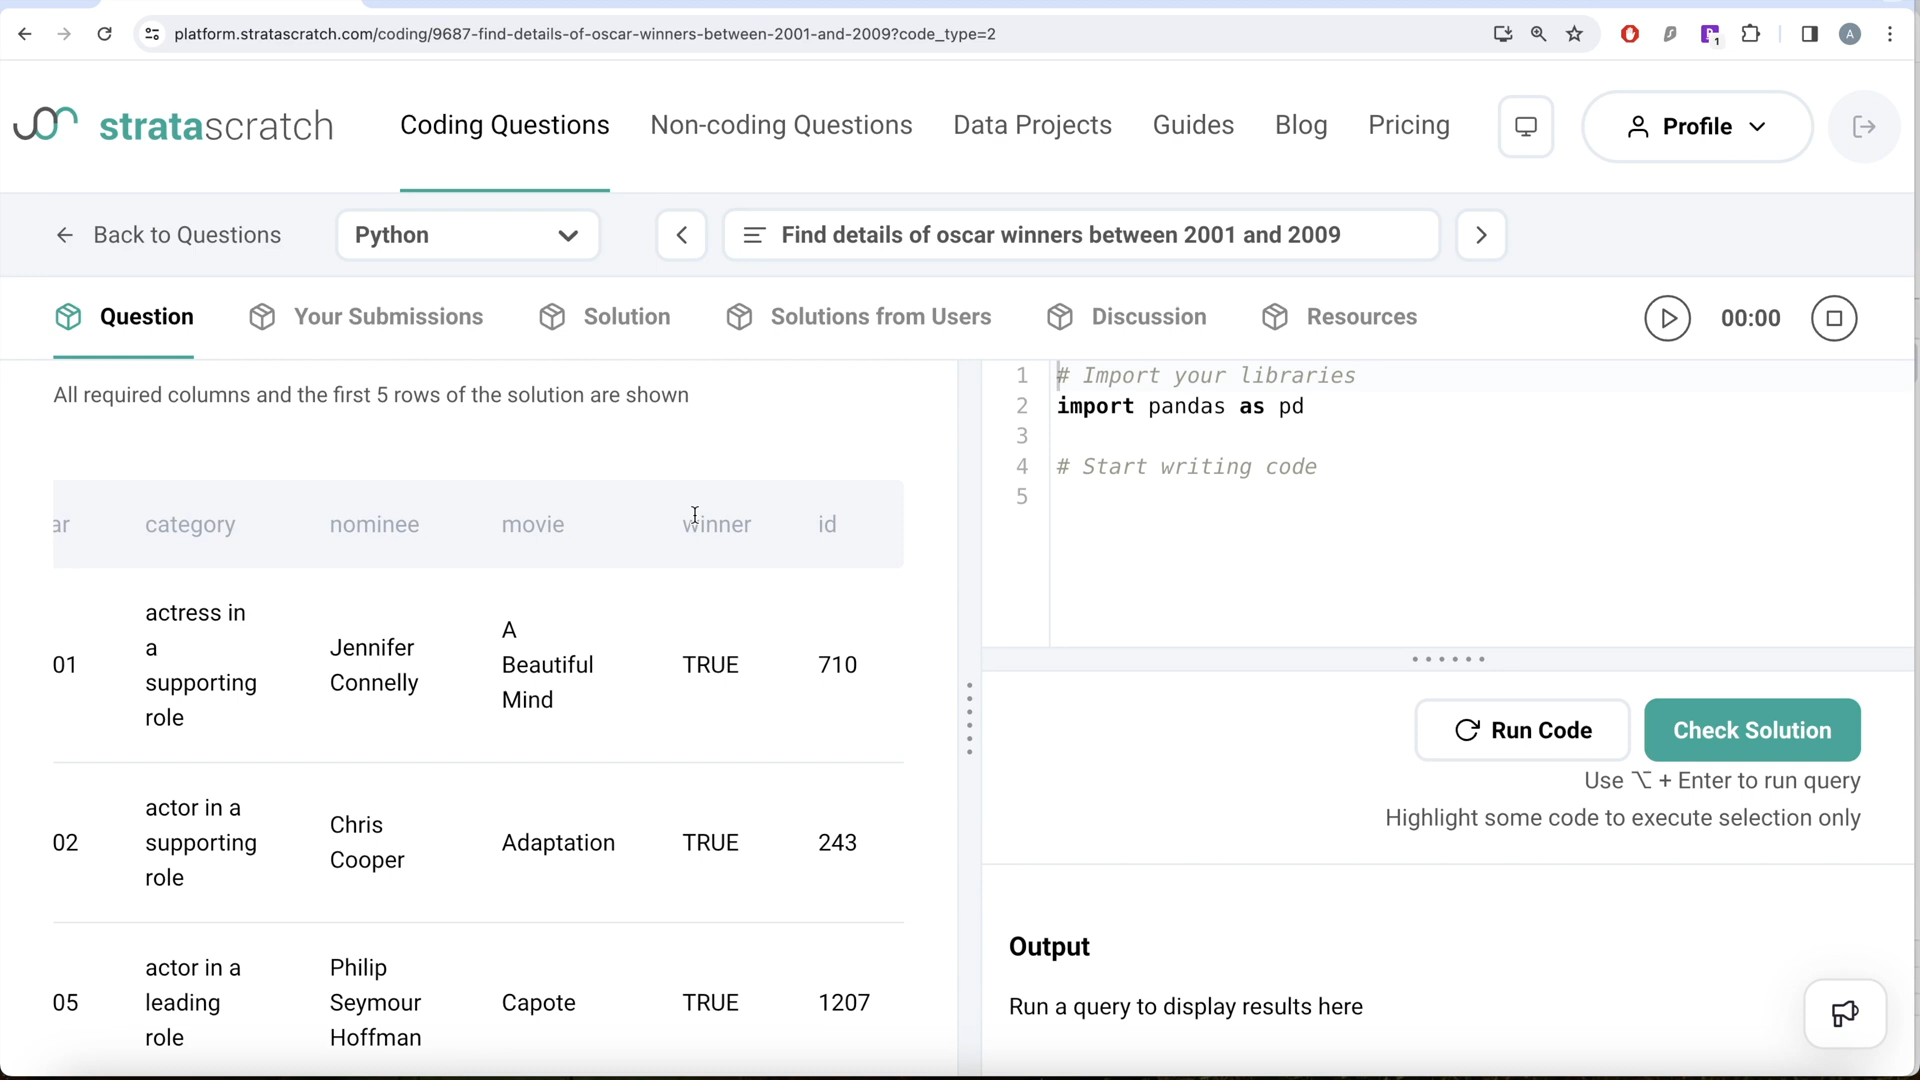 platform.stratascratch.com/coding/9687-find-details-of-oscar-winners-between-2001-and-2009?code_type=2
1
A
stratascratch
Coding Questions
Non-coding Questions
Data Projects
Guides
Blog
Pricing
Profile
Back to Questions
Python
Find details of oscar winners between 2001 and 2009
Question
Your Submissions
Solution
Solutions from Users
Discussion
Resources
00:00
All required columns and the first 5 rows of the solution are shown
ar category nominee movie winner id
actress in
a
supporting
role
Jennifer
Connelly
A
Beautiful
Mind
01
TRUE
710
actor in a
supporting
role
Chris
Cooper
Adaptation
02
TRUE
243
actor in a
leading
role
Philip
Seymour
Hoffman
Capote
05
TRUE
1207
1 # Import your libraries
2 import pandas as pd
3
4 # Start writing code
5
Run Code
Check Solution
Use ⌥ + Enter to run query
Highlight some code to execute selection only
Output
Run a query to display results here